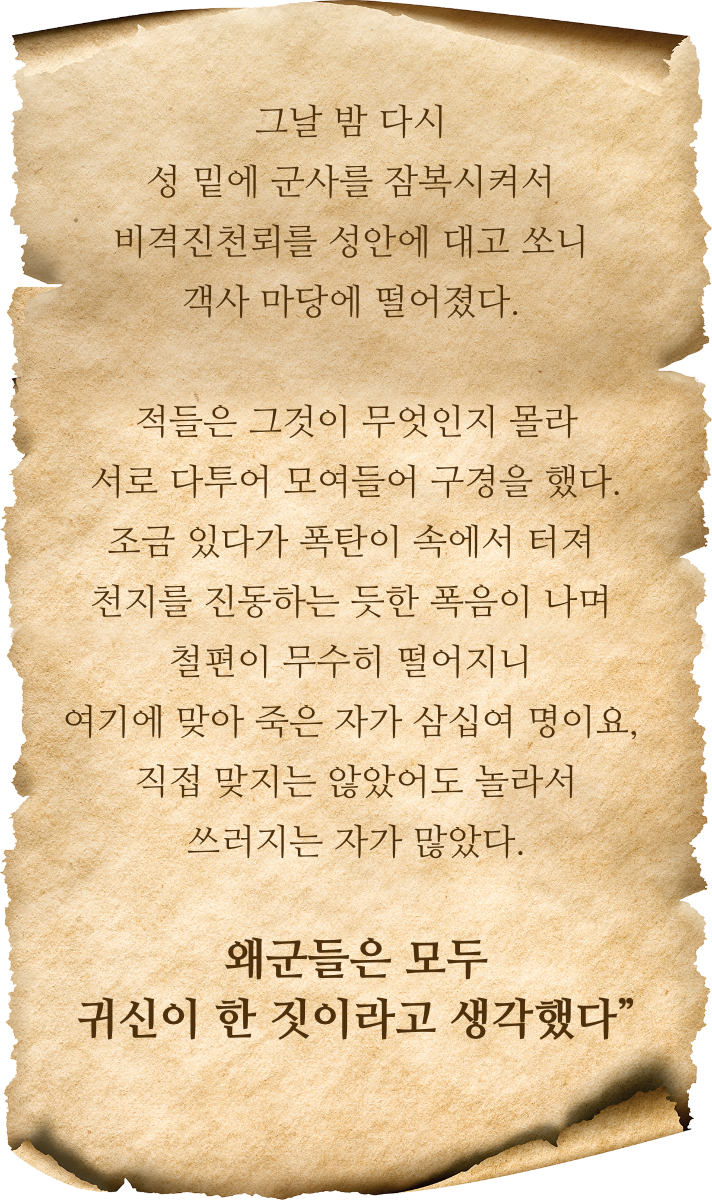 그날 밤 다시
성 밑에 군사를 잠복시켜서
비격진천뢰를 성안에 대고 쏘니
객사 마당에 떨어졌다.
적들은 그것이 무엇인지 몰라
서로 다투어 모여들어 구경을 했다.
조금 있다가 폭탄이 속에서 터져
천지를 진동하는 듯한 폭음이 나며
철편이 무수히 떨어지니
여기에 맞아 죽은 자가 삼십여 명이요,
직접 맞지는 않았어도 놀라서
쓰러지는 자가 많았다.
왜군들은 모두
귀신이 한 짓이라고 생각했다”